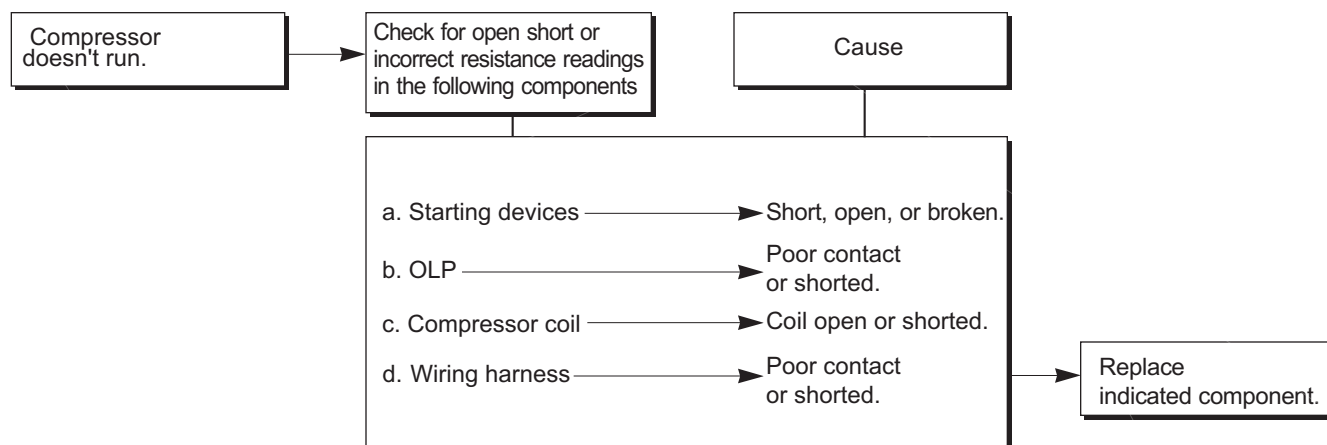 Compressor
doesn't run.
Check for open short or
incorrect resistance readings
in the following components
Cause
a. Starting devices
Short, open, or broken.
b. OLP
Poor contact
or shorted.
c. Compressor coil
Coil open or shorted.
d. Wiring harness
Poor contact
or shorted.
Replace
indicated component.